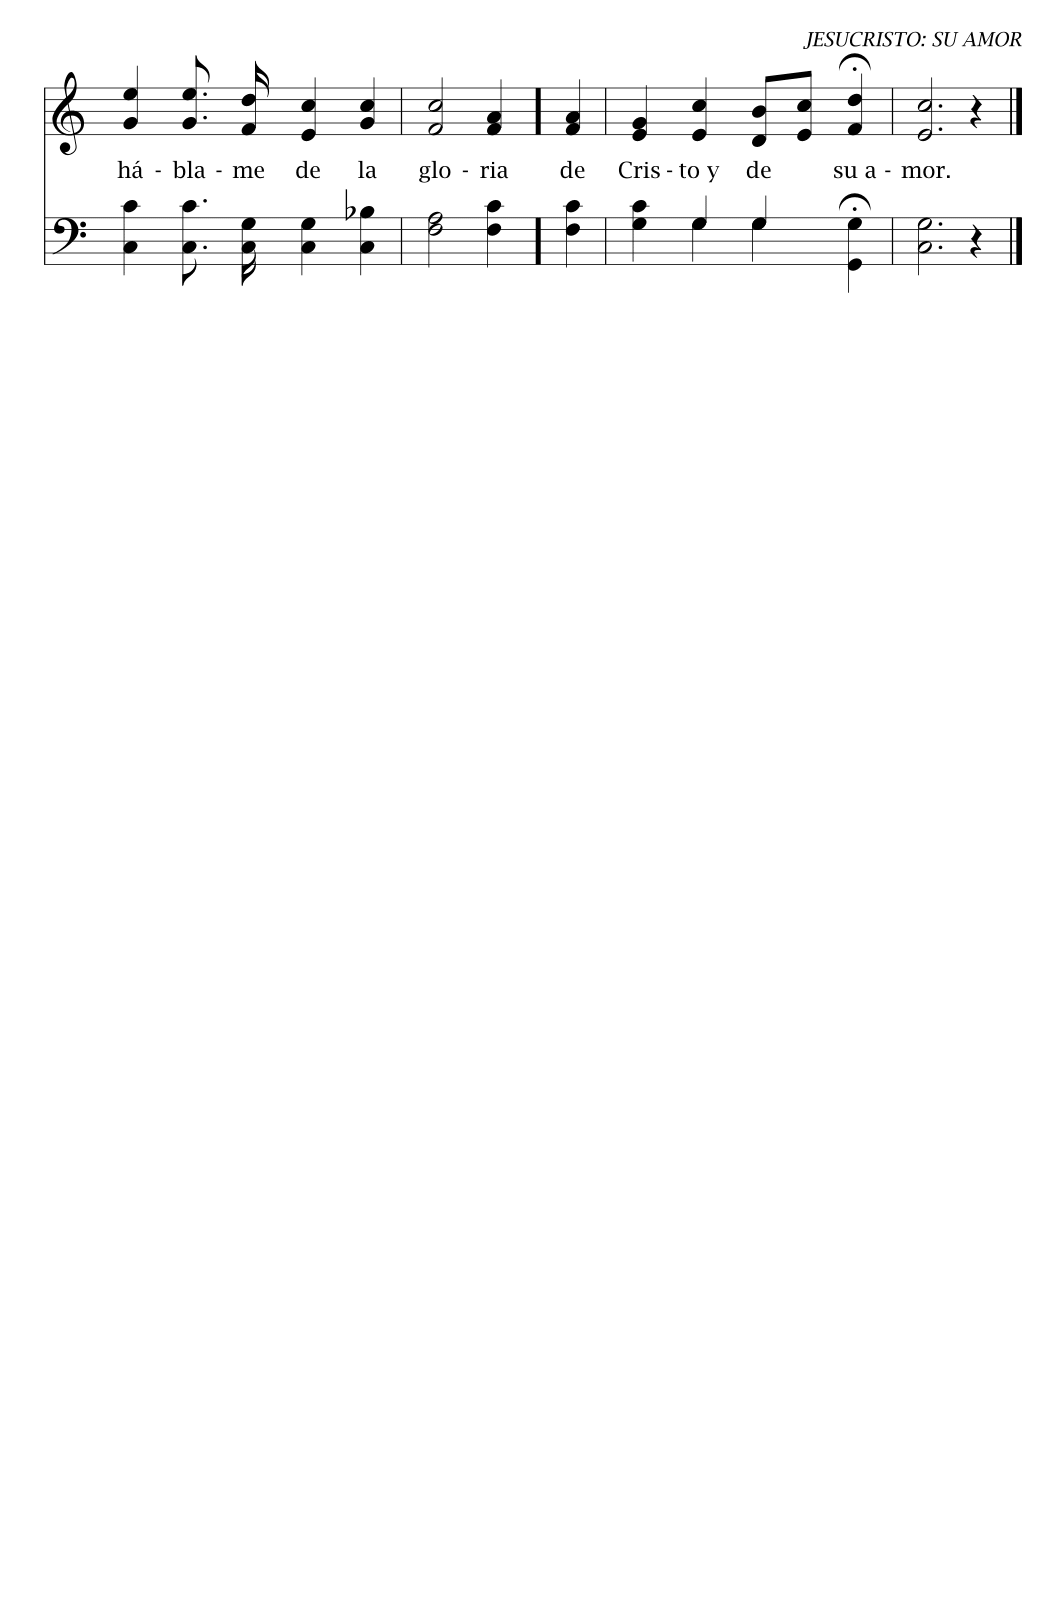 JESUCRISTO: SU AMOR
há - bla - me de la glo - ria de Cris - to y de su a - mor.